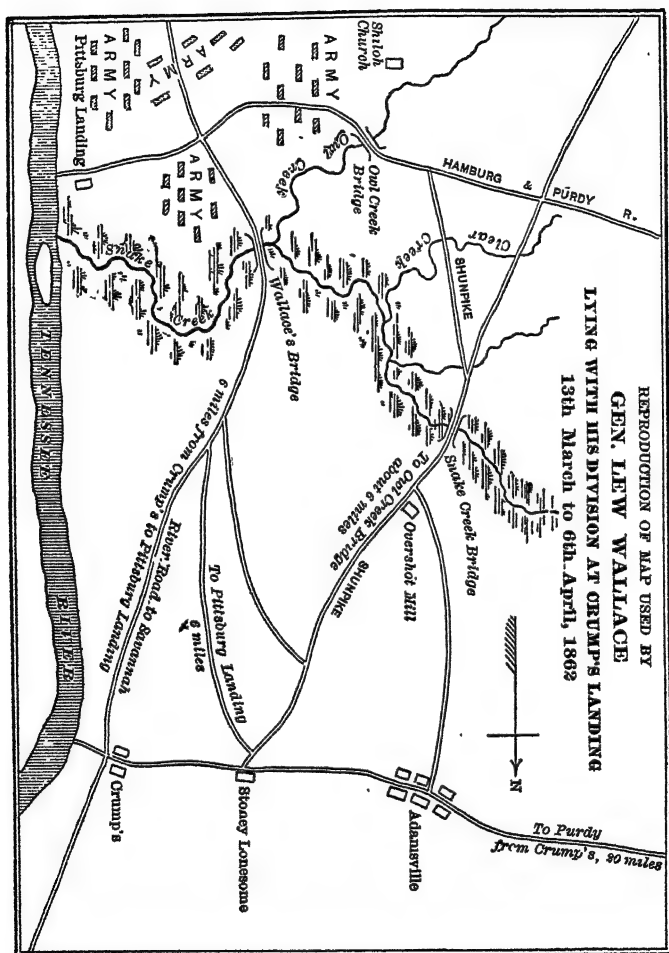 REPRODUCTION OF MAP USED BY
GEN. LEW WALLACE
LYING WITH HIS DIVISION AT CRUMP'S LANDING
13th March to 6th April, 1862
N
Shiloh
Church
ARMY
ARMY
ARMY
ARMY
Pittsburg Landing
Owl Creek
Owl Creek
Bridge
HAMBURG & PURDY R.
Clear Creek
SHUNPIKE
Snake Creek
Wallace's Bridge
Snake Creek Bridge
To Owl Creek Bridge
about 6 miles
SHUNPIKE
Overshot Mill
6 miles from Crump's to Pittsburg Landing
River Road to Savannah
To Pittsburg Landing
6 miles
TENNESSEE RIVER
Crump's
Stoney Lonesome
Adamsville
To Purdy
from Crump's, 20 miles